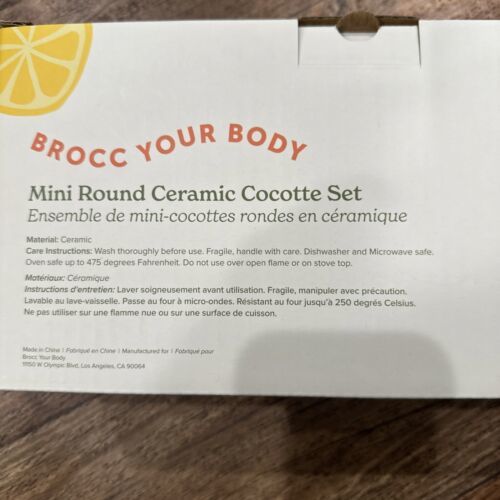 BROCC YOUR BODY
Mini Round Ceramic Cocotte Set
Ensemble de mini-cocottes rondes en céramique
Material: Ceramic
Care Instructions: Wash thoroughly before use. Fragile, handle with care. Dishwasher and Microwave safe.
Oven safe up to 475 degrees Fahrenheit. Do not use over open flame or on stove top.
Matériaux: Céramique
Instructions d'entretien: Laver soigneusement avant utilisation. Fragile, manipuler avec précaution.
Lavable au lave-vaisselle. Passe au four à micro-ondes. Résistant au four jusqu'à 250 degrés Celsius.
Ne pas utiliser sur une flamme nue ou sur une surface de cuisson.
Made in China | Fabriqué en Chine | Manufactured for | Fabriqué pour
Brocc Your Body
11150 W Olympic Blvd, Los Angeles, CA 90064